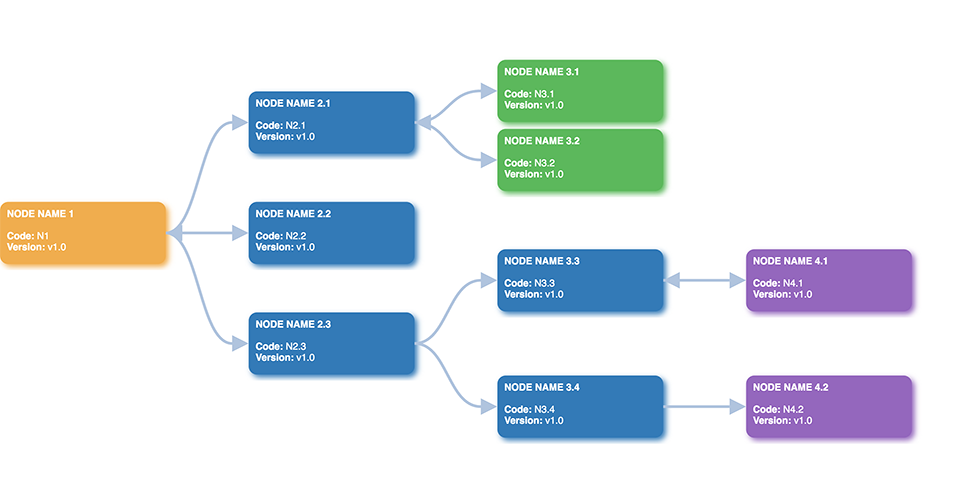 NODE NAME 1
Code: N1
Version: v1.0
NODE NAME 2.1
Code: N2.1
Version: v1.0
NODE NAME 2.2
Code: N2.2
Version: v1.0
NODE NAME 2.3
Code: N2.3
Version: v1.0
NODE NAME 3.1
Code: N3.1
Version: v1.0
NODE NAME 3.2
Code: N3.2
Version: v1.0
NODE NAME 3.3
Code: N3.3
Version: v1.0
NODE NAME 3.4
Code: N3.4
Version: v1.0
NODE NAME 4.1
Code: N4.1
Version: v1.0
NODE NAME 4.2
Code: N4.2
Version: v1.0